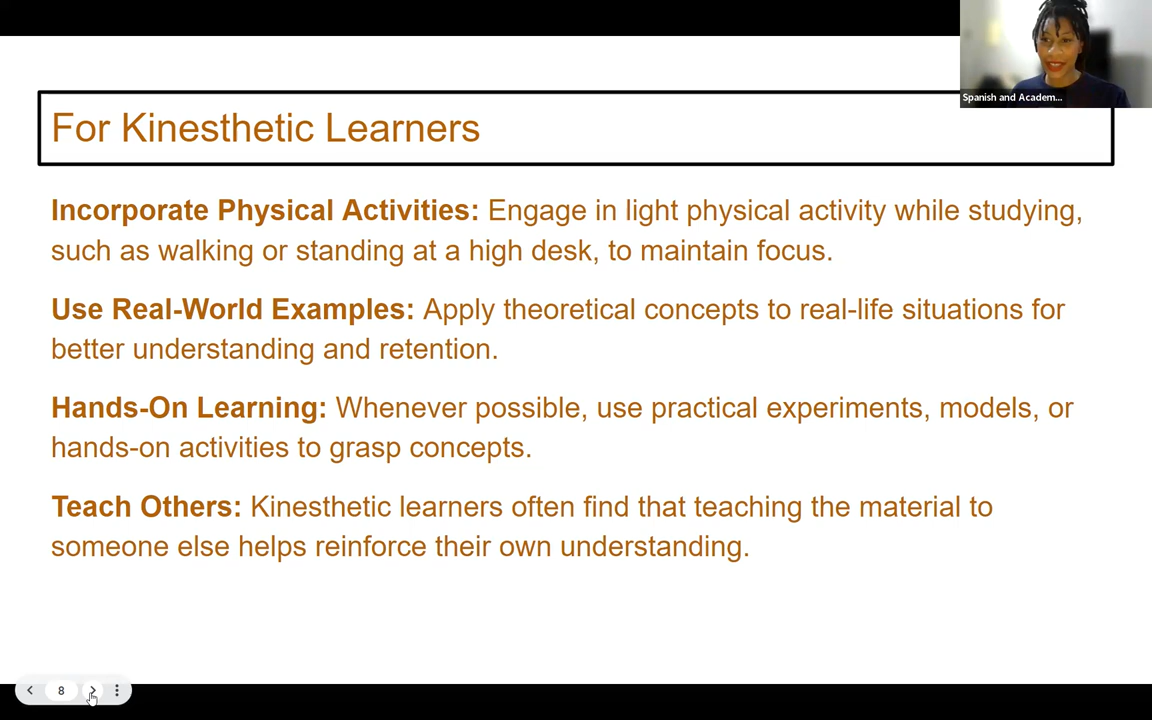 Spanish and Academ...
For Kinesthetic Learners
Incorporate Physical Activities: Engage in light physical activity while studying,
such as walking or standing at a high desk, to maintain focus.
Use Real-World Examples: Apply theoretical concepts to real-life situations for
better understanding and retention.
Hands-On Learning: Whenever possible, use practical experiments, models, or
hands-on activities to grasp concepts.
Teach Others: Kinesthetic learners often find that teaching the material to
someone else helps reinforce their own understanding.
8